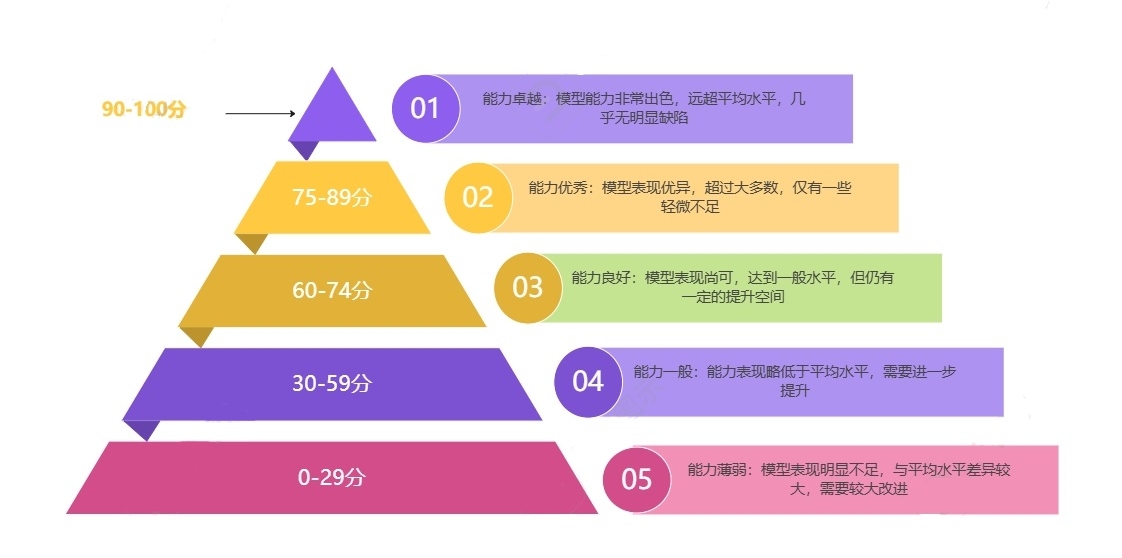 90-100分
01
能力卓越：模型能力非常出色，远超平均水平，几
乎无明显缺陷
75-89分
02
能力优秀：模型表现优异，超过大多数，仅有一些
轻微不足
60-74分
03
能力良好：模型表现尚可，达到一般水平，但仍有
一定的提升空间
30-59分
04
能力一般：能力表现略低于平均水平，需要进一步
提升
0-29分
05
能力薄弱：模型表现明显不足，与平均水平差异较
大，需要较大改进